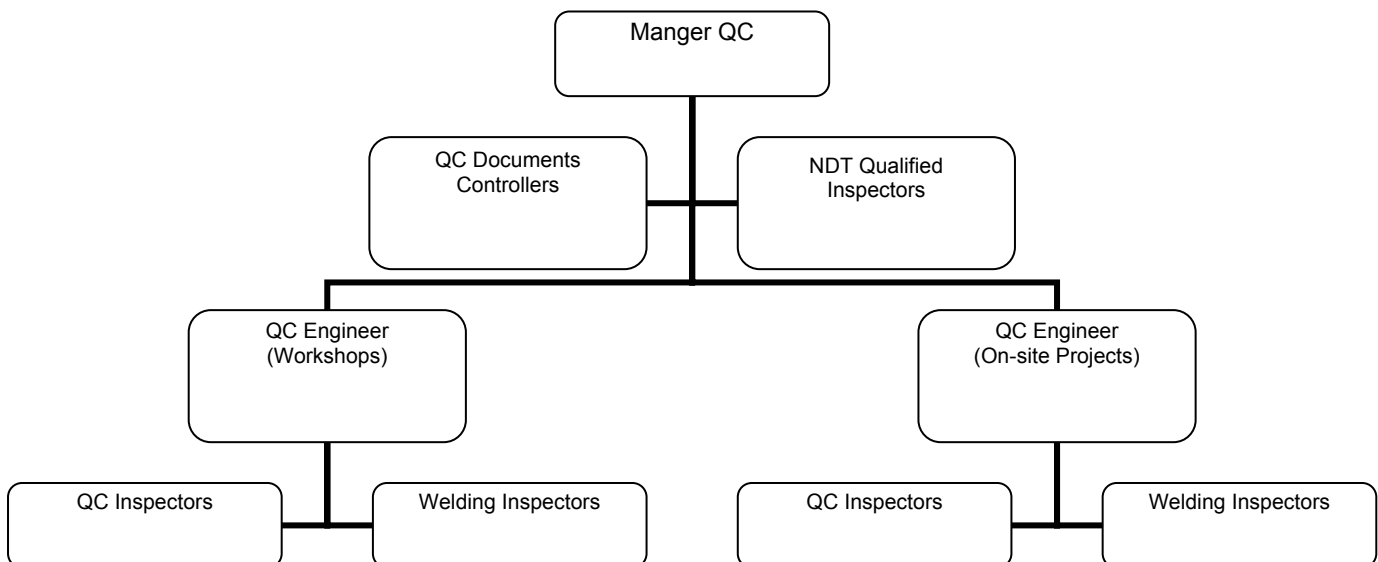 Manger QC
QC Documents
Controllers
NDT Qualified
Inspectors
QC Engineer
(Workshops)
QC Engineer
(On-site Projects)
QC Inspectors
Welding Inspectors
QC Inspectors
Welding Inspectors